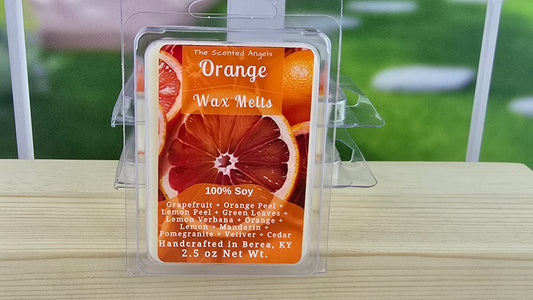 The Scented Angels
Orange
Wax Melts
100% Soy
Grapefruit + Orange Peel +
Lemon Peel + Green Leaves +
Lemon Verbana + Orange +
Lemon + Mandarin +
Pomegranite + Vetiver + Cedar
Handcrafted in Berea, KY
2.5 oz Net Wt.